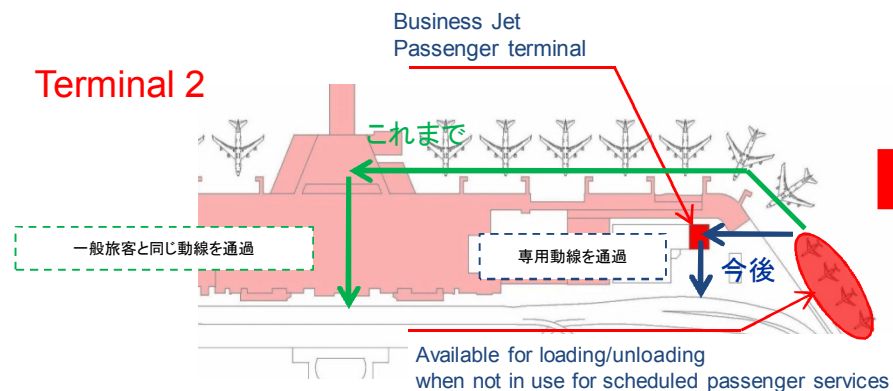 Business Jet
Passenger terminal
Terminal 2
これまで
一般旅客と同じ動線を通過
専用動線を通過
今後
Available for loading/unloading
when not in use for scheduled passenger services